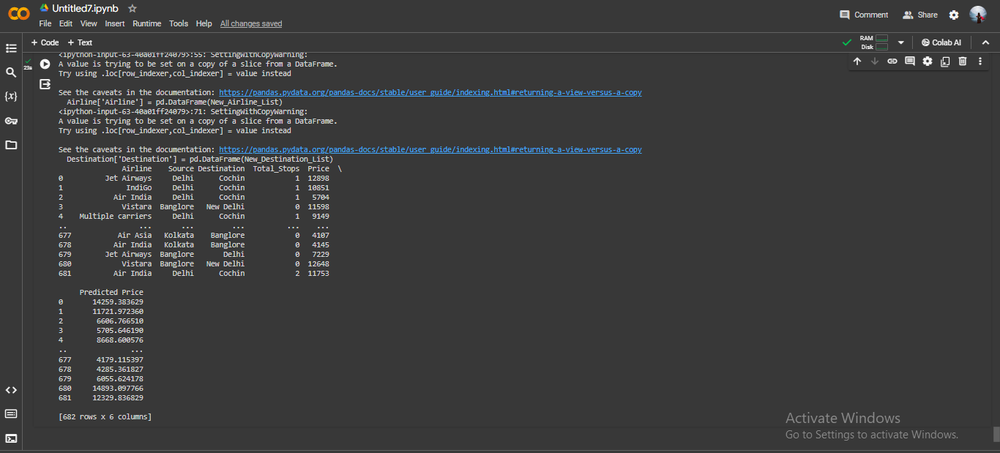 Untitled7.ipynb
File Edit View Insert Runtime Tools Help All changes saved
Comment Share
+ Code + Text
RAM
Disk
Colab AI
23s
<ipython-input-63-40a01ff24079>:55: SettingWithCopyWarning:
A value is trying to be set on a copy of a slice from a DataFrame.
Try using .loc[row_indexer,col_indexer] = value instead
See the caveats in the documentation: https://pandas.pydata.org/pandas-docs/stable/user_guide/indexing.html#returning-a-view-versus-a-copy
Airline['Airline'] = pd.DataFrame(New_Airline_List)
<ipython-input-63-40a01ff24079>:71: SettingWithCopyWarning:
A value is trying to be set on a copy of a slice from a DataFrame.
Try using .loc[row_indexer,col_indexer] = value instead
See the caveats in the documentation: https://pandas.pydata.org/pandas-docs/stable/user_guide/indexing.html#returning-a-view-versus-a-copy
Destination['Destination'] = pd.DataFrame(New_Destination_List)
Airline Source Destination Total_Stops Price \
0 Jet Airways Delhi Cochin 1 12898
1 IndiGo Delhi Cochin 1 10851
2 Air India Delhi Cochin 1 5704
3 Vistara Banglore New Delhi 0 11598
4 Multiple carriers Delhi Cochin 1 9149
.. ... ... ... ... ...
677 Air Asia Kolkata Banglore 0 4107
678 Air India Kolkata Banglore 0 4145
679 Jet Airways Banglore Delhi 0 7229
680 Vistara Banglore New Delhi 0 12648
681 Air India Delhi Cochin 2 11753
Predicted Price
0 14259.383629
1 11721.972360
2 6606.766510
3 5705.646190
4 8668.600576
.. ...
677 4179.115397
678 4285.361827
679 6055.624178
680 14893.097766
681 12329.836829
[682 rows x 6 columns]
Activate Windows
Go to Settings to activate Windows.